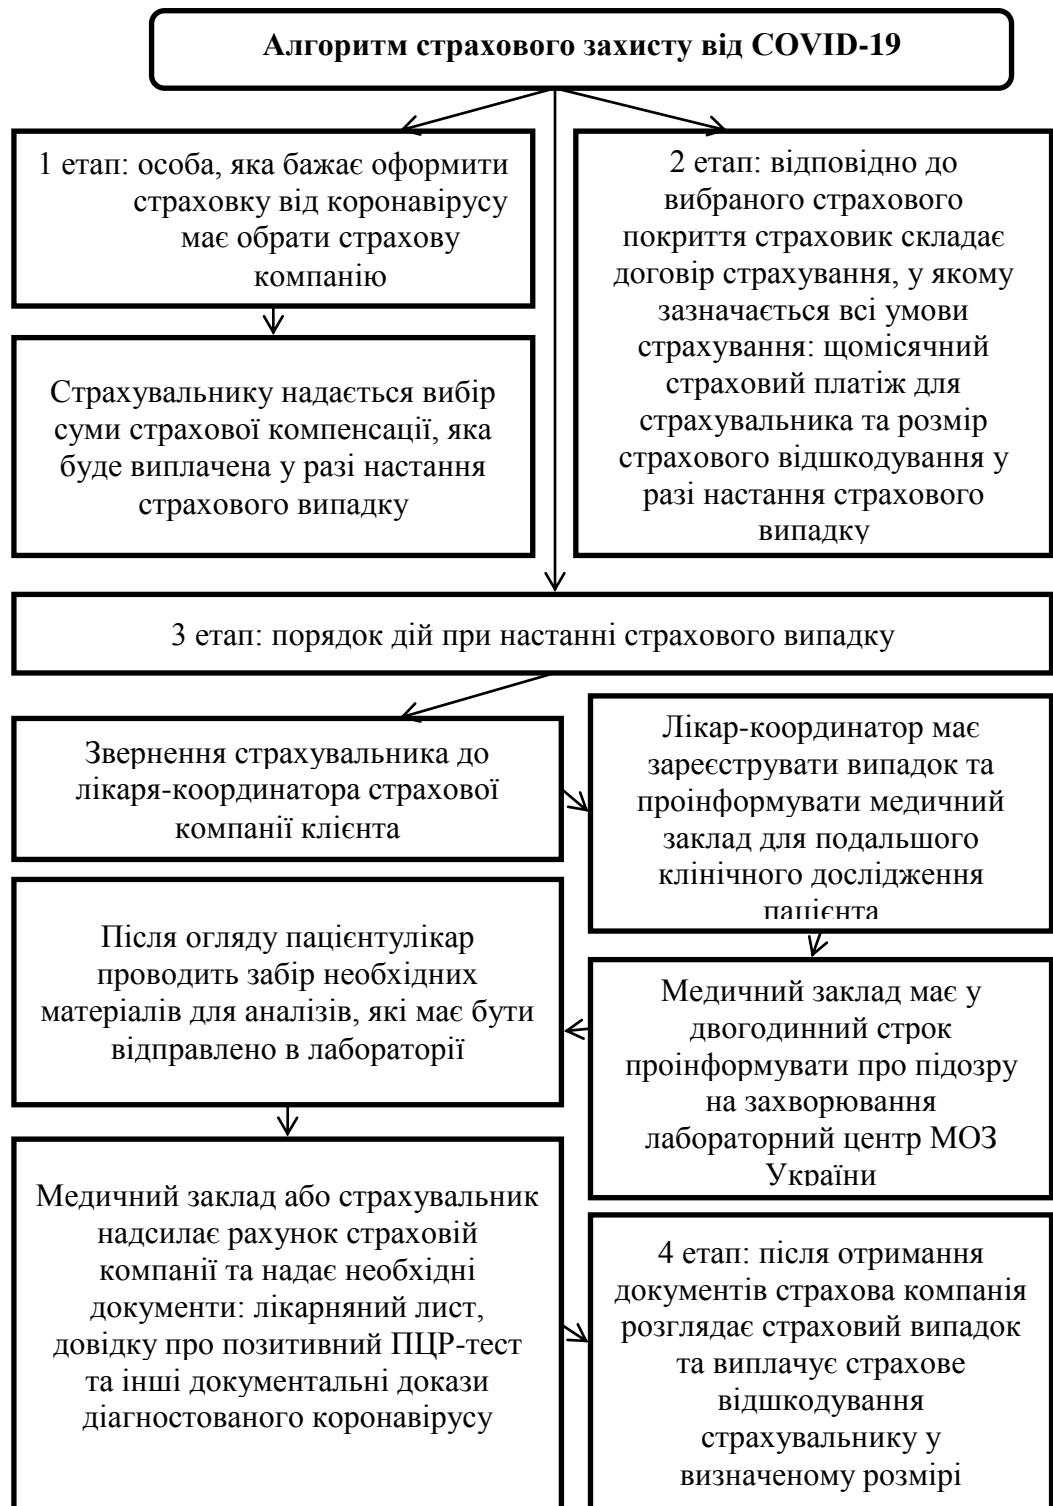 Алгоритм страхового захисту від COVID-19
1 етап: особа, яка бажає оформити
страховку від коронавірусу
має обрати страхову
компанію
2 етап: відповідно до
вибраного страхового
покриття страховик складає
договір страхування, у якому
зазначається всі умови
страхування: щомісячний
страховий платіж для
страхувальника та розмір
страхового відшкодування у
разі настання страхового
випадку
Страхувальнику надається вибір
суми страхової компенсації, яка
буде виплачена у разі настання
страхового випадку
3 етап: порядок дій при настанні страхового випадку
Звернення страхувальника до
лікаря-координатора страхової
компанії клієнта
Лікар-координатор має
зареєструвати випадок та
проінформувати медичний
заклад для подальшого
клінічного дослідження
пацієнта
Медичний заклад має у
двогодинний строк
проінформувати про підозру
на захворювання
лабораторний центр МОЗ
України
Після огляду пацієнтулікар
проводить забір необхідних
матеріалів для аналізів, які має бути
відправлено в лабораторії
Медичний заклад або страхувальник
надсилає рахунок страховій
компанії та надає необхідні
документи: лікарняний лист,
довідку про позитивний ПЦР-тест
та інші документальні докази
діагностованого коронавірусу
4 етап: після отримання
документів страхова компанія
розглядає страховий випадок
та виплачує страхове
відшкодування
страхувальнику у
визначеному розмірі